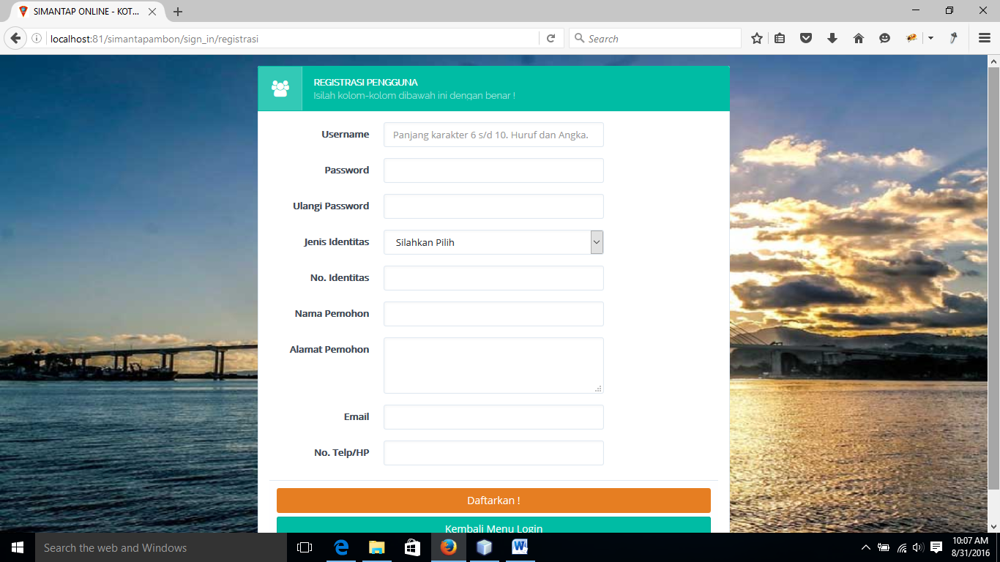 SIMANTAP ONLINE - KOT...
localhost:81/simantapambon/sign_in/registrasi
Search
REGISTRASI PENGGUNA
Isilah kolom-kolom dibawah ini dengan benar !
Username
Panjang karakter 6 s/d 10. Huruf dan Angka.
Password
Ulangi Password
Jenis Identitas
Silahkan Pilih
No. Identitas
Nama Pemohon
Alamat Pemohon
Email
No. Telp/HP
Daftarkan !
Kembali Menu Login
Search the web and Windows
10:07 AM
8/31/2016